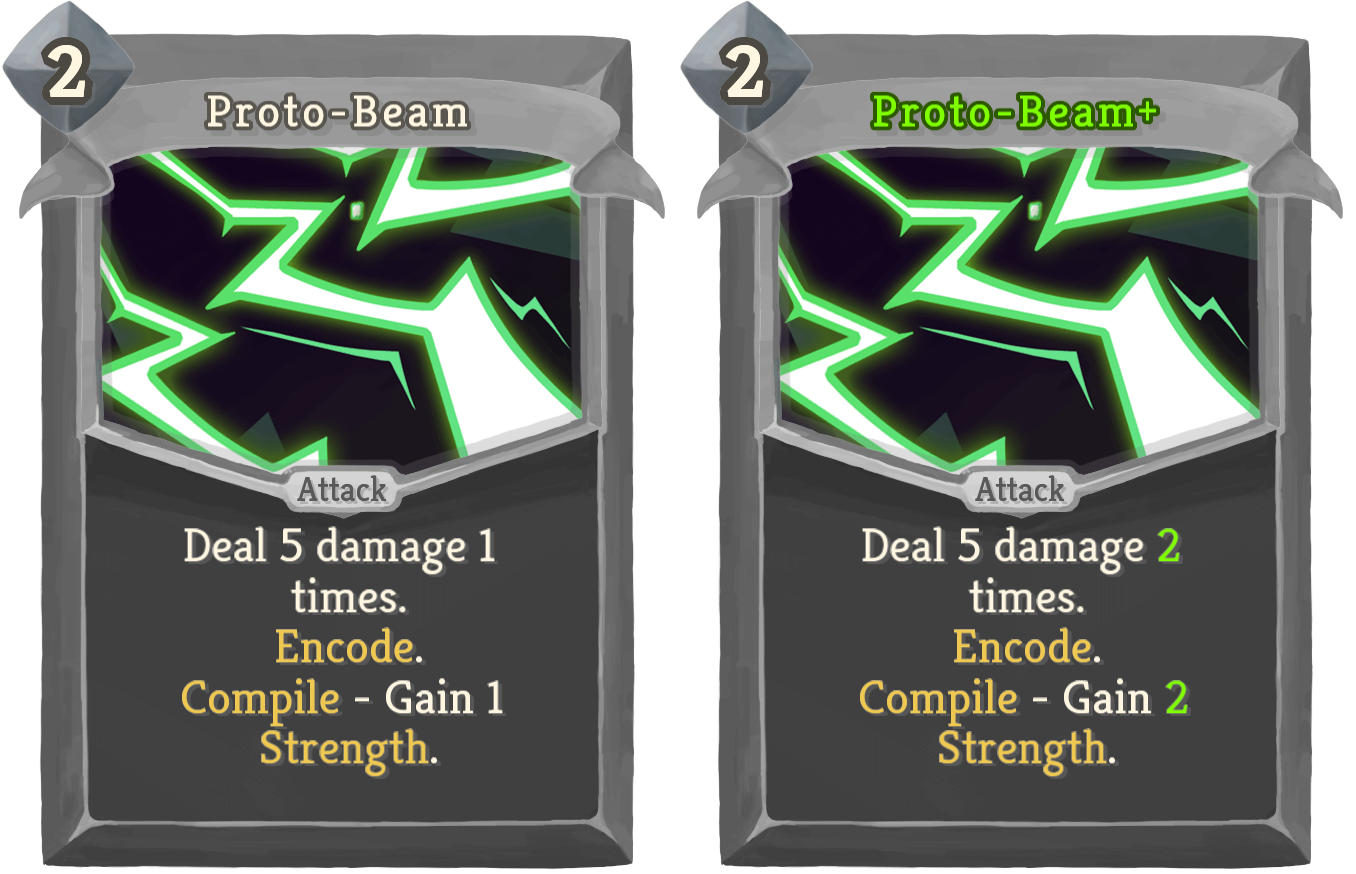 2
Proto-Beam
Attack
Deal 5 damage 1
times.
Encode.
Compile - Gain 1
Strength.
2
Proto-Beam+
Attack
Deal 5 damage 2
times.
Encode.
Compile - Gain 2
Strength.